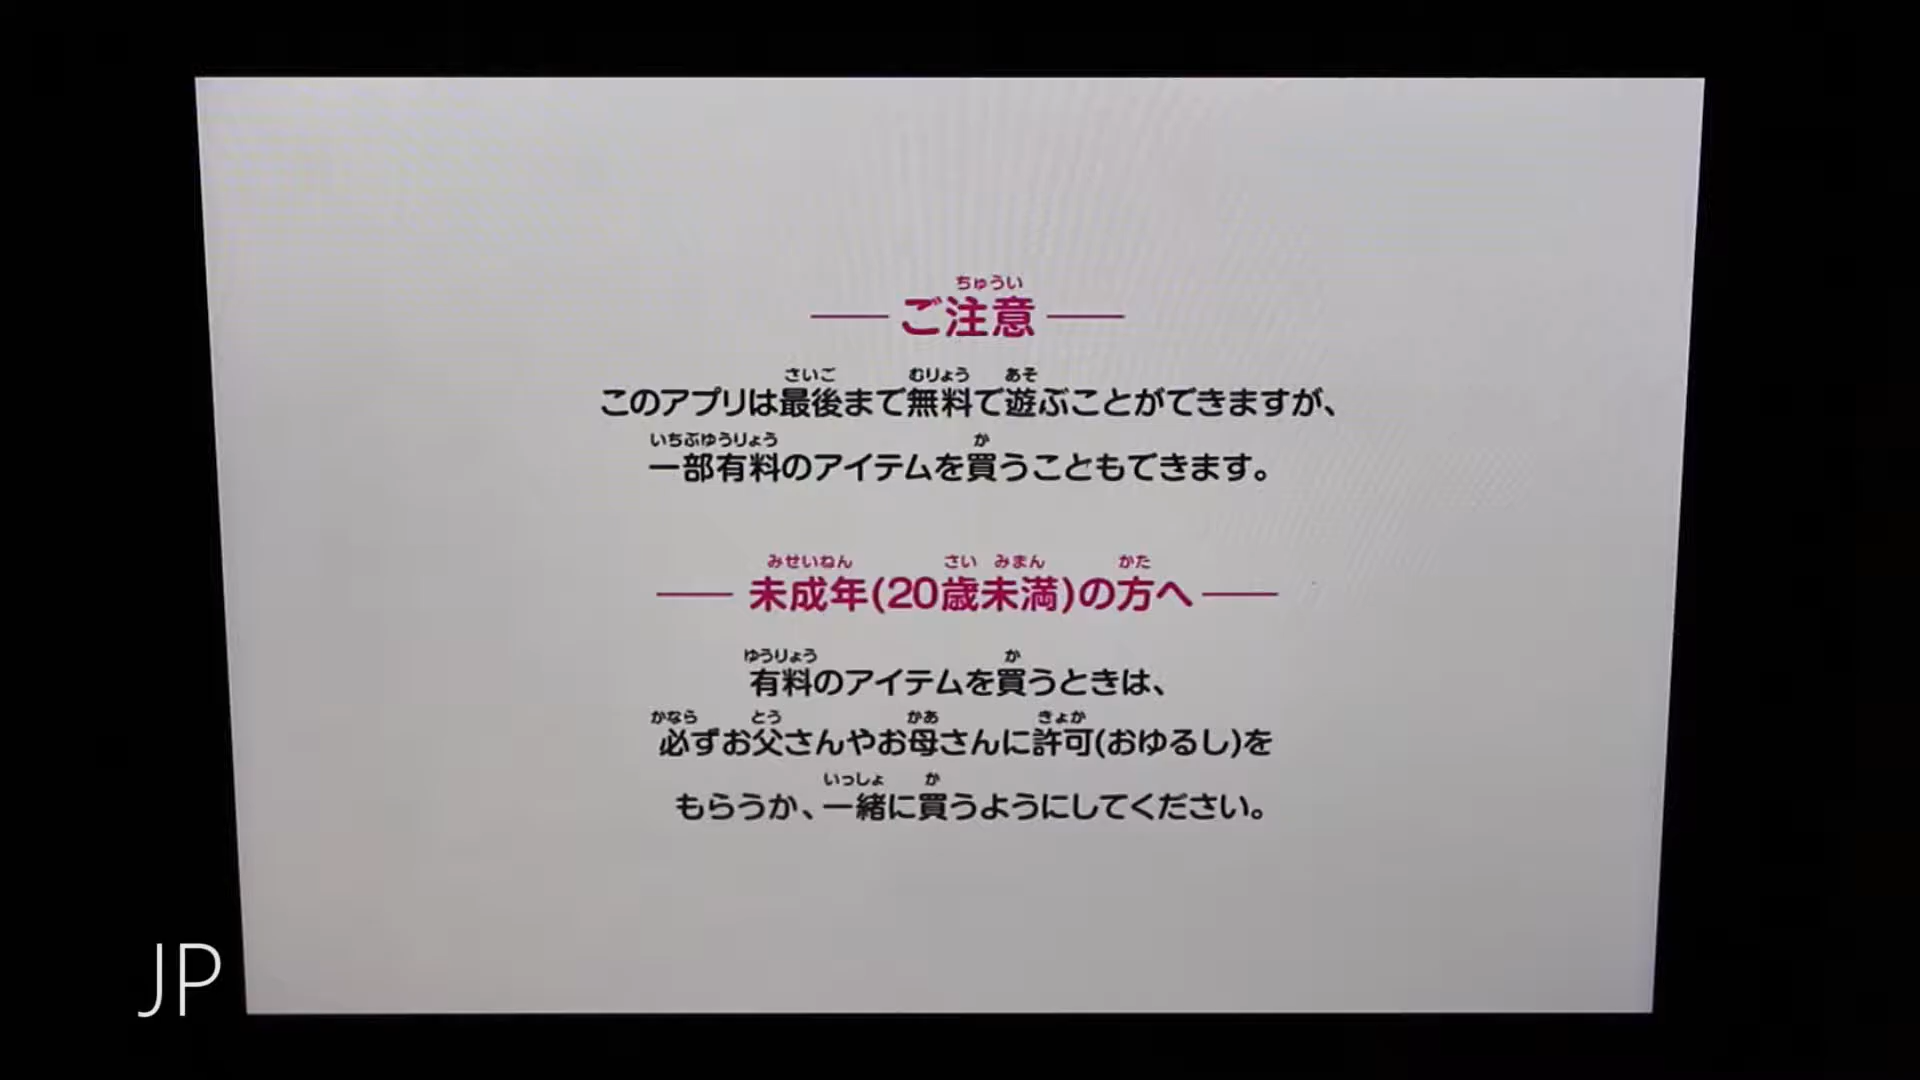 ちゅうい
ご注意
さいご むりょう あそ
このアプリは最後まで無料で遊ぶことができますが、
いちぶゆうりょう か
一部有料のアイテムを買うこともできます。
みせいねん さい みまん かた
未成年(20歳未満)の方へ
ゆうりょう か
有料のアイテムを買うときは、
かなら とう かあ きょか
必ずお父さんやお母さんに許可(おゆるし)を
いっしょ か
もらうか、一緒に買うようにしてください。
JP